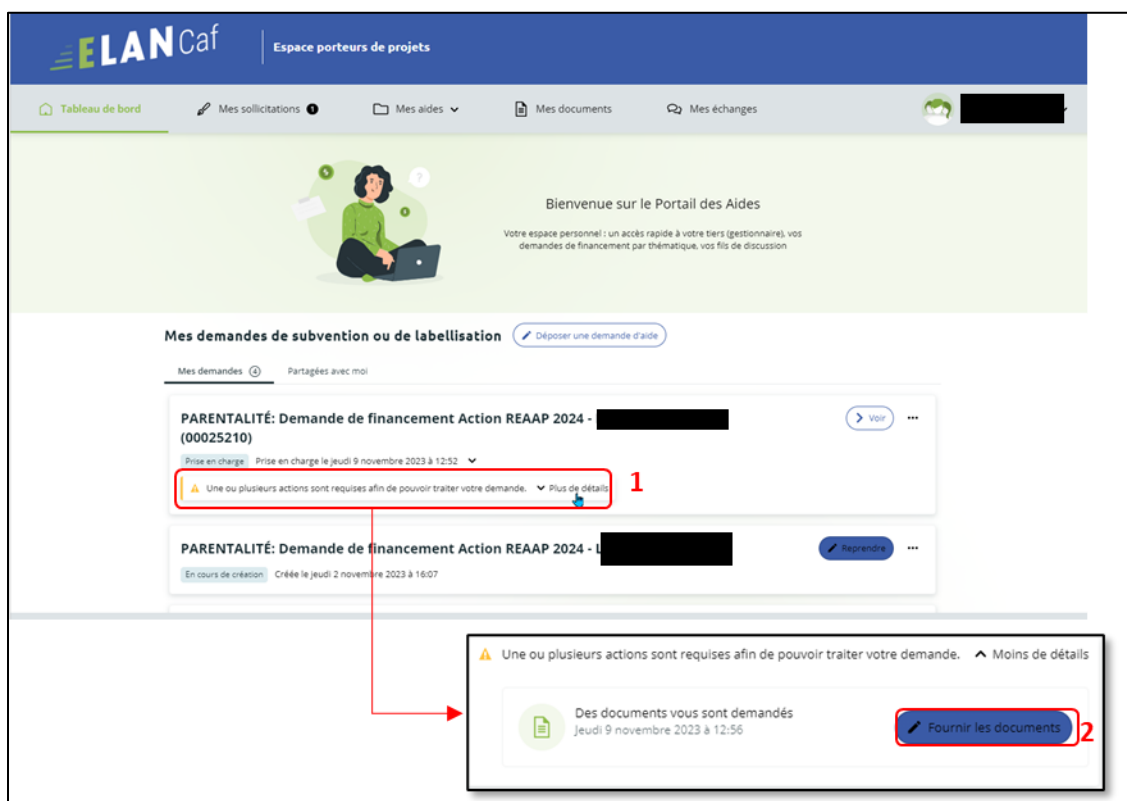 ELAN Caf
Espace porteurs de projets
Tableau de bord
Mes sollicitations 1
Mes aides
Mes documents
Mes échanges
?
Bienvenue sur le Portail des Aides
Votre espace personnel : un accès rapide à votre tiers (gestionnaire), vos
demandes de financement par thématique, vos fils de discussion
Mes demandes de subvention ou de labellisation
Déposer une demande d'aide
Mes demandes 4
Partagées avec moi
PARENTALITÉ: Demande de financement Action REAAP 2024 -
(00025210)
Voir
...
Prise en charge Prise en charge le jeudi 9 novembre 2023 à 12:52
Une ou plusieurs actions sont requises afin de pouvoir traiter votre demande. Plus de détails
1
PARENTALITÉ: Demande de financement Action REAAP 2024 - L
Reprendre
...
En cours de création Créée le jeudi 2 novembre 2023 à 16:07
Une ou plusieurs actions sont requises afin de pouvoir traiter votre demande. Moins de détails
Des documents vous sont demandés
Jeudi 9 novembre 2023 à 12:56
Fournir les documents
2